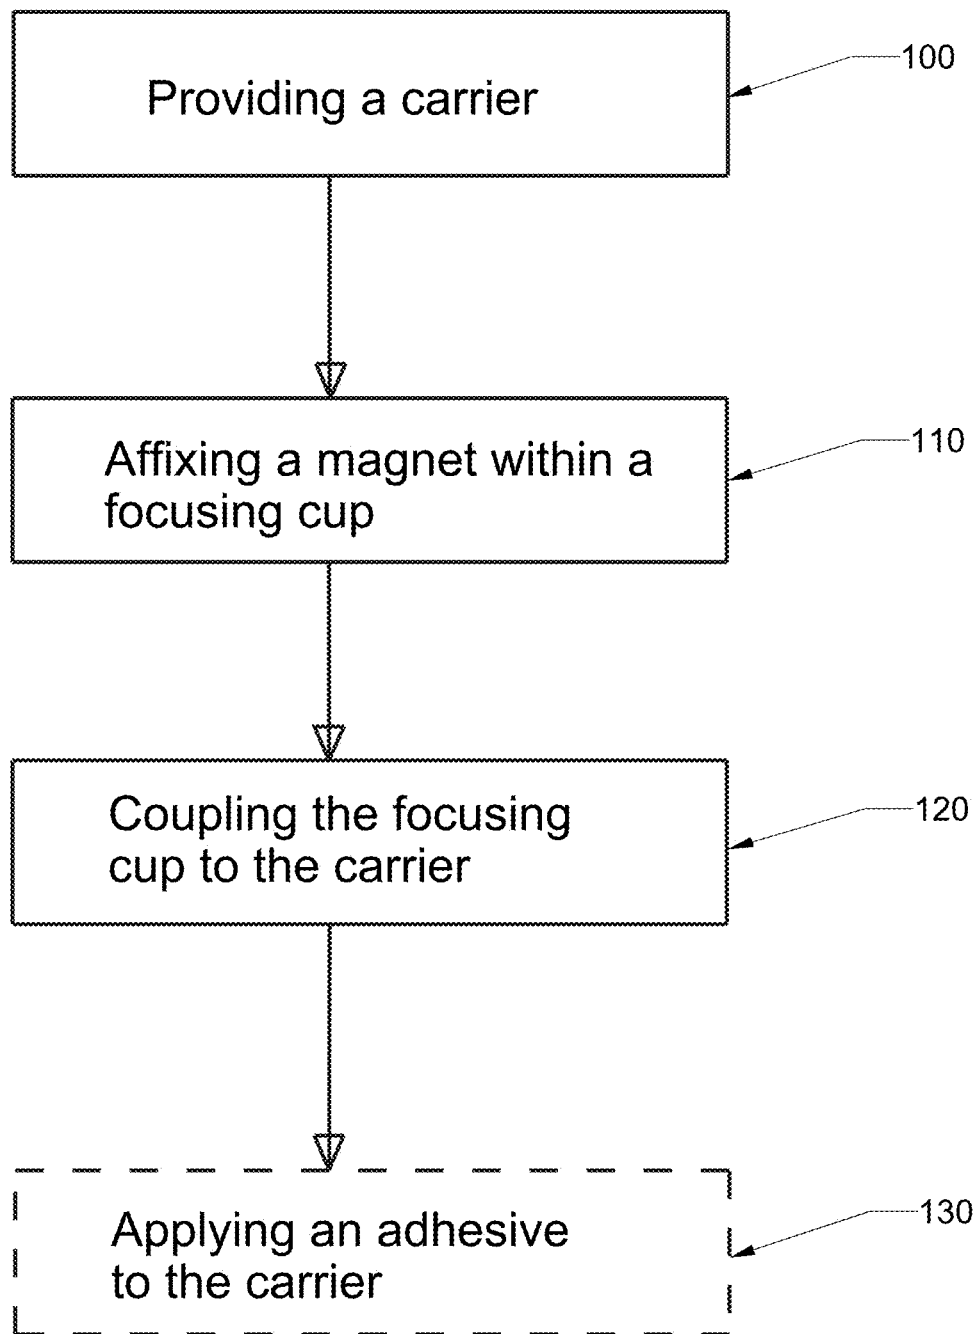 Providing a carrier
100
Affixing a magnet within a
focusing cup
110
Coupling the focusing
cup to the carrier
120
Applying an adhesive
to the carrier
130